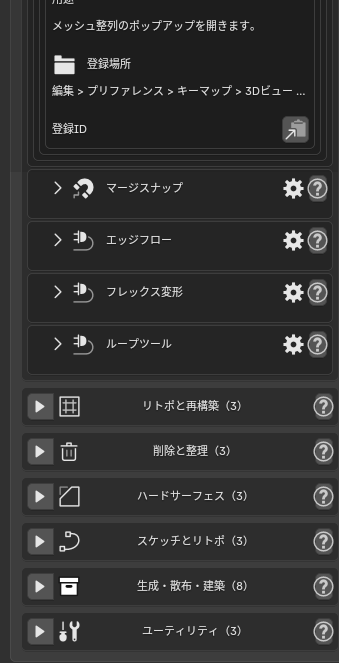 用途
メッシュ整列のポップアップを開きます。
登録場所
編集 > プリファレンス > キーマップ > 3Dビュー ...
登録ID
マージスナップ
エッジフロー
フレックス変形
ループツール
リトポと再構築（3）
削除と整理（3）
ハードサーフェス（3）
スケッチとリトポ（3）
生成・散布・建築（8）
ユーティリティ（3）